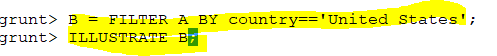 grunt> B = FILTER A BY country=='United States';
grunt> ILLUSTRATE B;